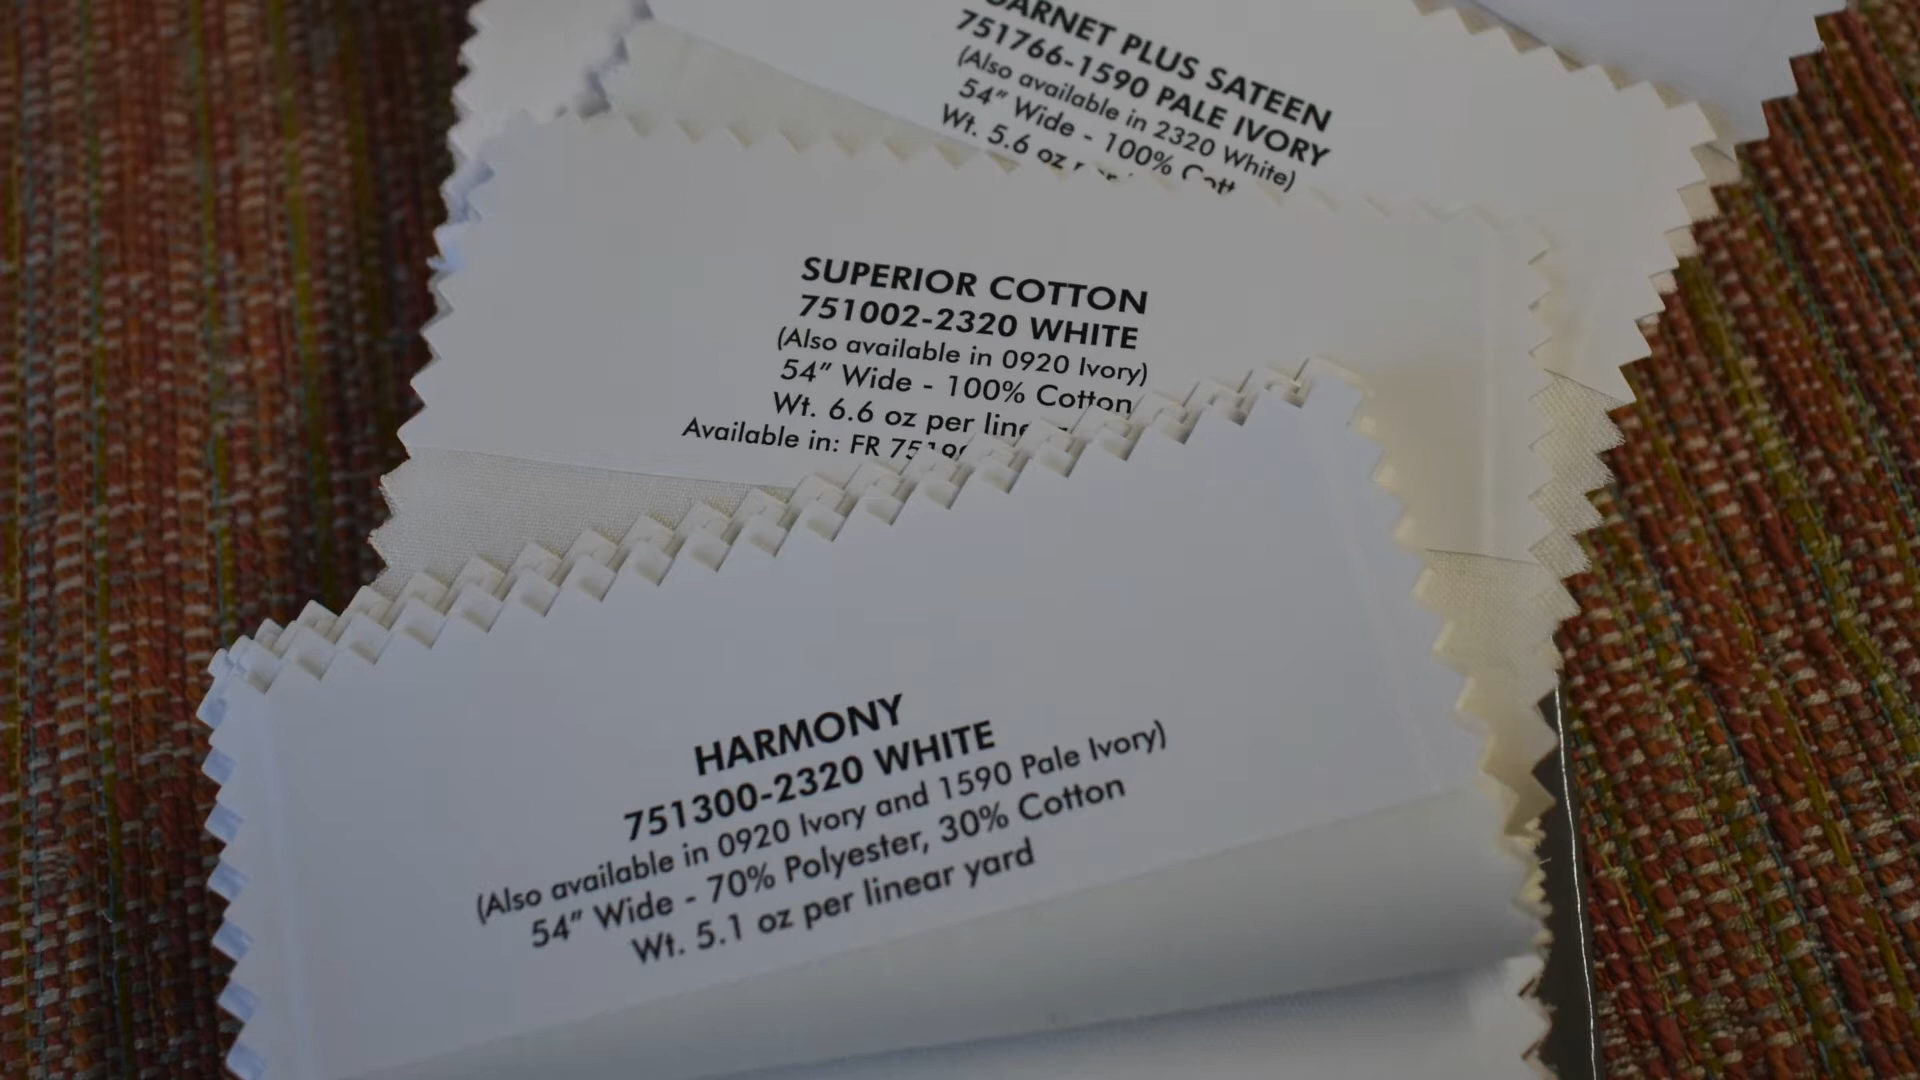 PLUS SATEEN
751766-1590 PALE IVORY
(Also available in 2320 White)
54” Wide - 100%
Wt. 5.6 oz
SUPERIOR COTTON
751002-2320 WHITE
(Also available in 0920 Ivory)
54” Wide - 100% Cotton
Wt. 6.6 oz per
Available in: FR
HARMONY
751300-2320 WHITE
(Also available in 0920 Ivory and 1590 Pale Ivory)
54” Wide - 70% Polyester, 30% Cotton
Wt. 5.1 oz per linear yard